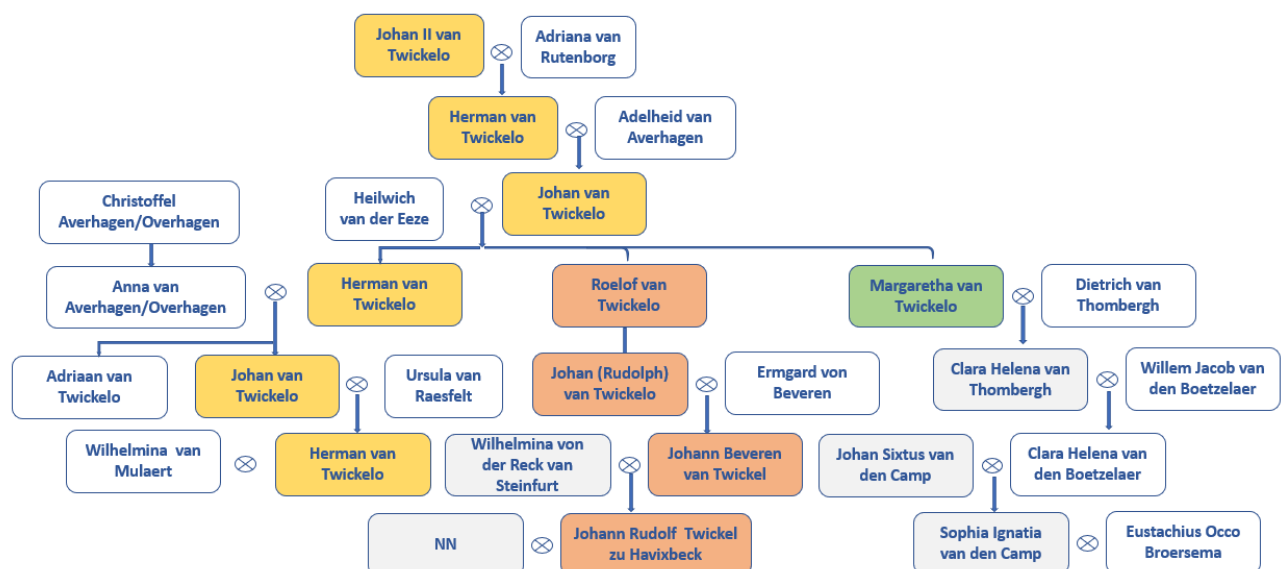 Johan II van
Twickelo
Adriana van
Rutenborg
Herman van
Twickelo
Adelheid van
Averhagen
Christoffel
Averhagen/Overhagen
Heilwich
van der Eeze
Johan van
Twickelo
Anna van
Averhagen/Overhagen
Herman van
Twickelo
Roelof van
Twickelo
Margaretha van
Twickelo
Dietrich van
Thombergh
Adriaan van
Twickelo
Johan van
Twickelo
Ursula van
Raesfelt
Johan (Rudolph)
van Twickelo
Ermgard von
Beveren
Clara Helena van
Thombergh
Willem Jacob van
den Boetzelaer
Wilhelmina  van
Mulaert
Herman van
Twickelo
Wilhelmina von
der Reck van
Steinfurt
Johann Beveren
van Twickel
Johan Sixtus van
den Camp
Clara Helena van
den Boetzelaer
NN
Johann Rudolf  Twickel
zu Havixbeck
Sophia Ignatia
van den Camp
Eustachius Occo
Broersema